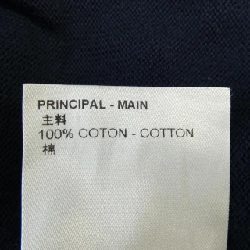 PRINCIPAL - MAIN
主料
100% COTON - COTTON
棉